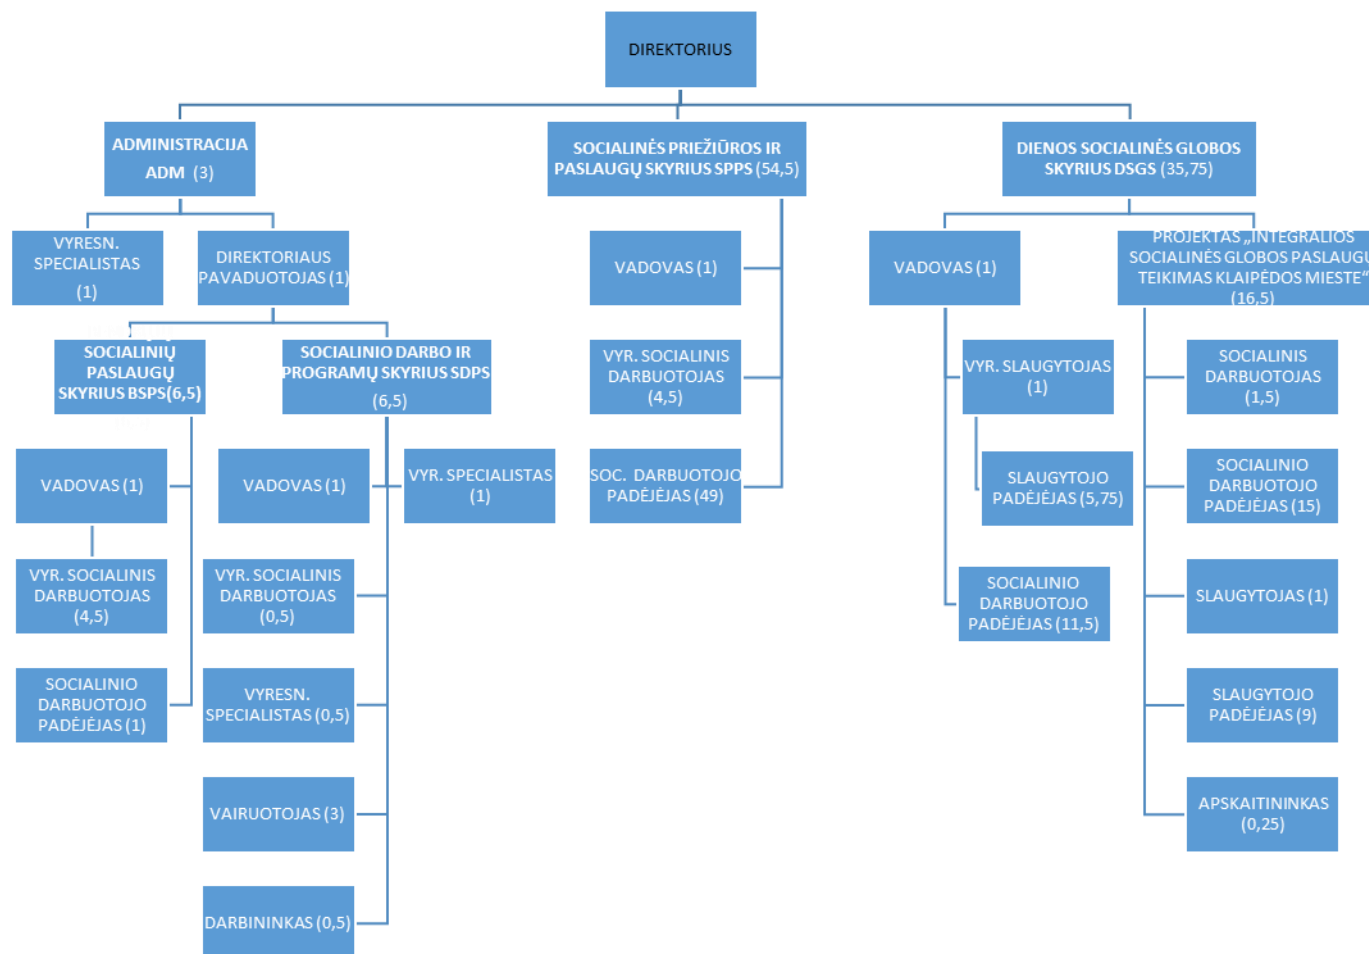 DIREKTORIUS
ADMINISTRACIJA
ADM (3)
SOCIALINĖS PRIEŽIŪROS IR
PASLAUGŲ SKYRIUS SPPS (54,5)
DIENOS SOCIALINĖS GLOBOS
SKYRIUS DSGS (35,75)
VYRESN.
SPECIALISTAS
(1)
DIREKTORIAUS
PAVADUOTOJAS (1)
SOCIALINIŲ
PASLAUGŲ
SKYRIUS BSPS(6,5)
SOCIALINIO DARBO IR
PROGRAMŲ SKYRIUS SDPS
(6,5)
VADOVAS (1)
VYR. SOCIALINIS
DARBUOTOJAS
(4,5)
SOCIALINIO
DARBUOTOJO
PADĖJĖJAS (1)
VADOVAS (1)
VYR. SPECIALISTAS
(1)
VYR. SOCIALINIS
DARBUOTOJAS
(0,5)
VYRESN.
SPECIALISTAS (0,5)
VAIRUOTOJAS (3)
DARBININKAS (0,5)
VADOVAS (1)
VYR. SOCIALINIS
DARBUOTOJAS
(4,5)
SOC. DARBUOTOJO
PADĖJĖJAS (49)
VADOVAS (1)
VYR. SLAUGYTOJAS
(1)
SLAUGYTOJO
PADĖJĖJAS (5,75)
SOCIALINIO
DARBUOTOJO
PADĖJĖJAS (11,5)
PROJEKTAS „INTEGRALIOS
SOCIALINĖS GLOBOS PASLAUGŲ
TEIKIMAS KLAIPĖDOS MIESTE“
(16,5)
SOCIALINIS
DARBUOTOJAS
(1,5)
SOCIALINIO
DARBUOTOJO
PADĖJĖJAS (15)
SLAUGYTOJAS (1)
SLAUGYTOJO
PADĖJĖJAS (9)
APSKAITININKAS
(0,25)